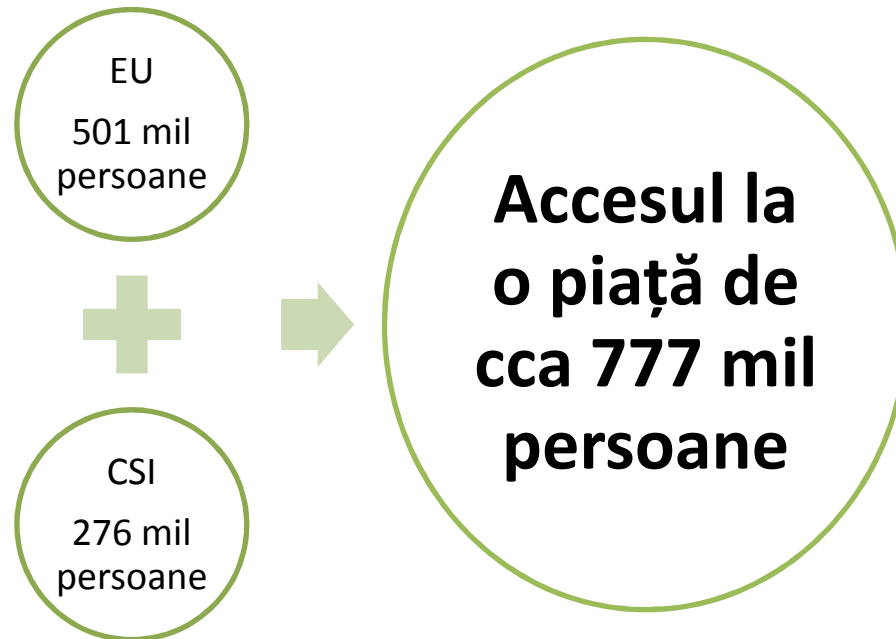 EU
501 mil
persoane
CSI
276 mil
persoane
Accesul la
o piață de
cca 777 mil
persoane